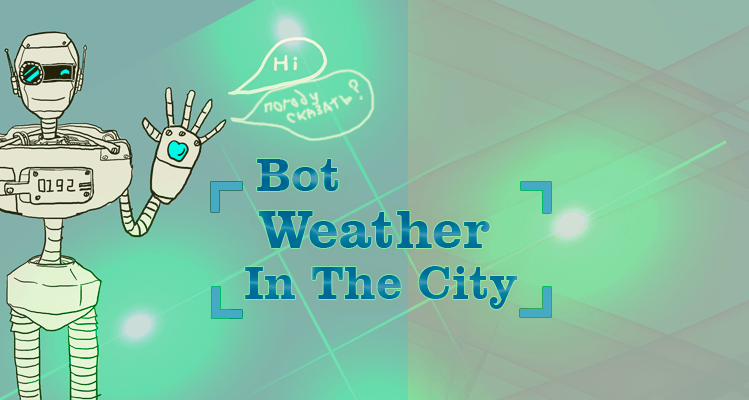 Hi
погоду
сказать?
0192
Bot
Weather
In The City